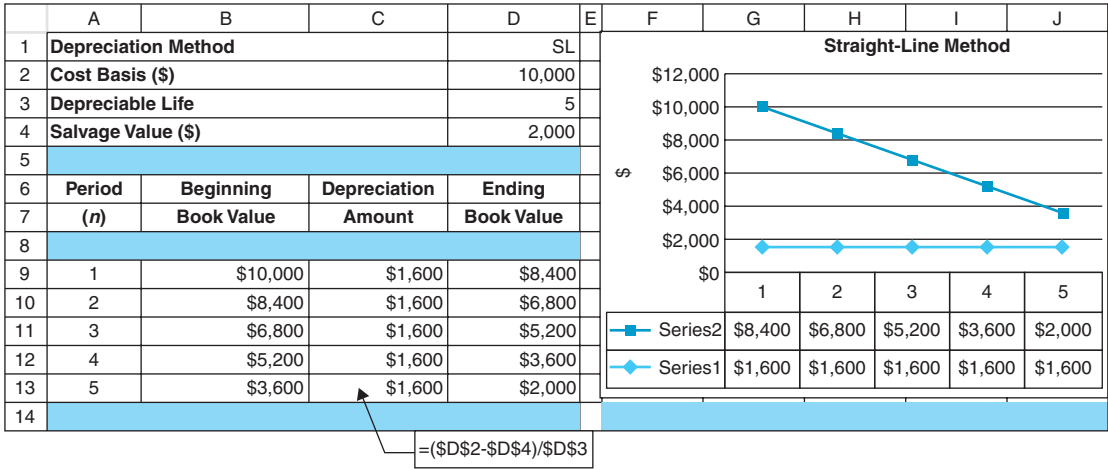 A B C D E F G H I J
1 Depreciation Method SL
2 Cost Basis ($) 10,000
3 Depreciable Life 5
4 Salvage Value ($) 2,000
5
6 Period Beginning Depreciation Ending
7 (n) Book Value Amount Book Value
8
9 1 $10,000 $1,600 $8,400
10 2 $8,400 $1,600 $6,800
11 3 $6,800 $1,600 $5,200
12 4 $5,200 $1,600 $3,600
13 5 $3,600 $1,600 $2,000
14
=($D$2-$D$4)/$D$3
Straight-Line Method
$
$12,000
$10,000
$8,000
$6,000
$4,000
$2,000
$0
1 2 3 4 5
Series2 $8,400 $6,800 $5,200 $3,600 $2,000
Series1 $1,600 $1,600 $1,600 $1,600 $1,600